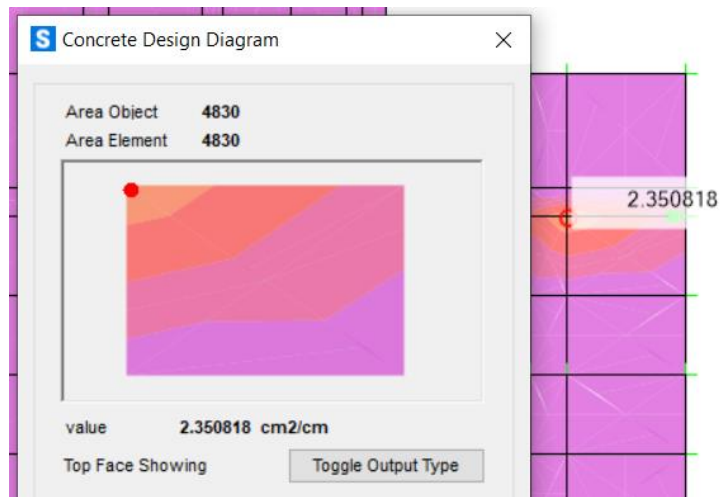 S Concrete Design Diagram
Area Object 4830
Area Element 4830
2.350818
value 2.350818 cm2/cm
Top Face Showing Toggle Output Type